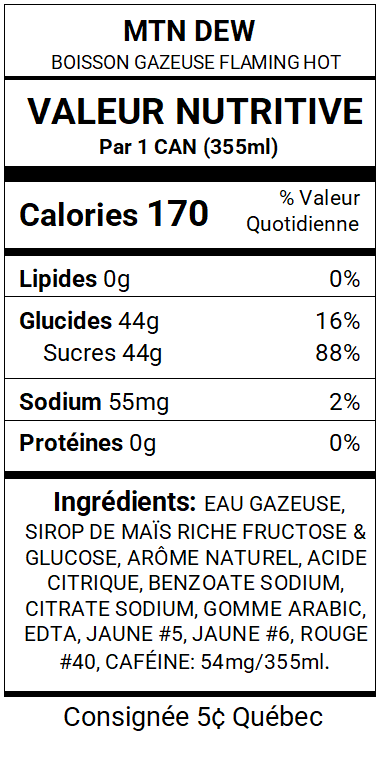 MTN DEW
BOISSON GAZEUSE FLAMING HOT
VALEUR NUTRITIVE
Par 1 CAN (355ml)
% Valeur
Calories 170
Quotidienne
Lipides 0g 0%
Glucides 44g 16%
Sucres 44g 88%
Sodium 55mg 2%
Protéines 0g 0%
Ingrédients: EAU GAZEUSE,
SIROP DE MAÏS RICHE FRUCTOSE &
GLUCOSE, ARÔME NATUREL, ACIDE
CITRIQUE, BENZOATE SODIUM,
CITRATE SODIUM, GOMME ARABIC,
EDTA, JAUNE #5, JAUNE #6, ROUGE
#40, CAFÉINE: 54mg/355ml.
Consignée 5¢ Québec